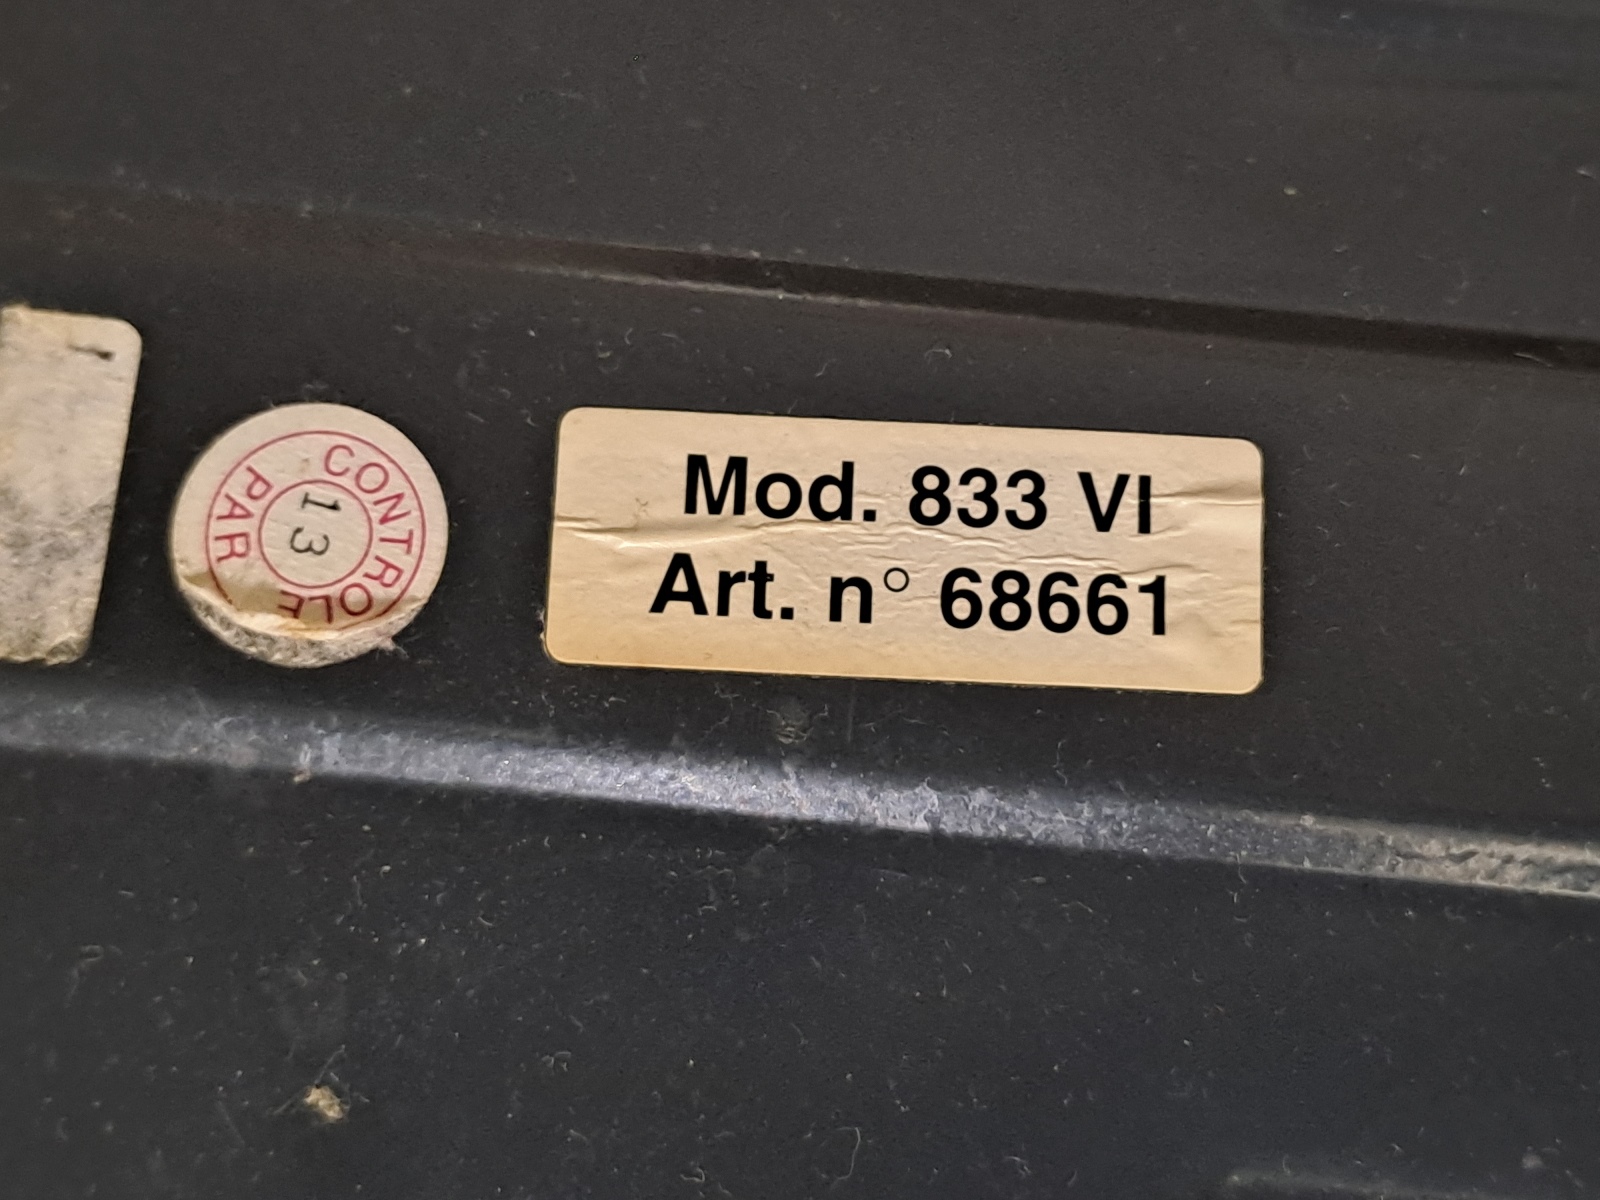 CONTROLE PAR
13
Mod. 833 VI
Art. n° 68661